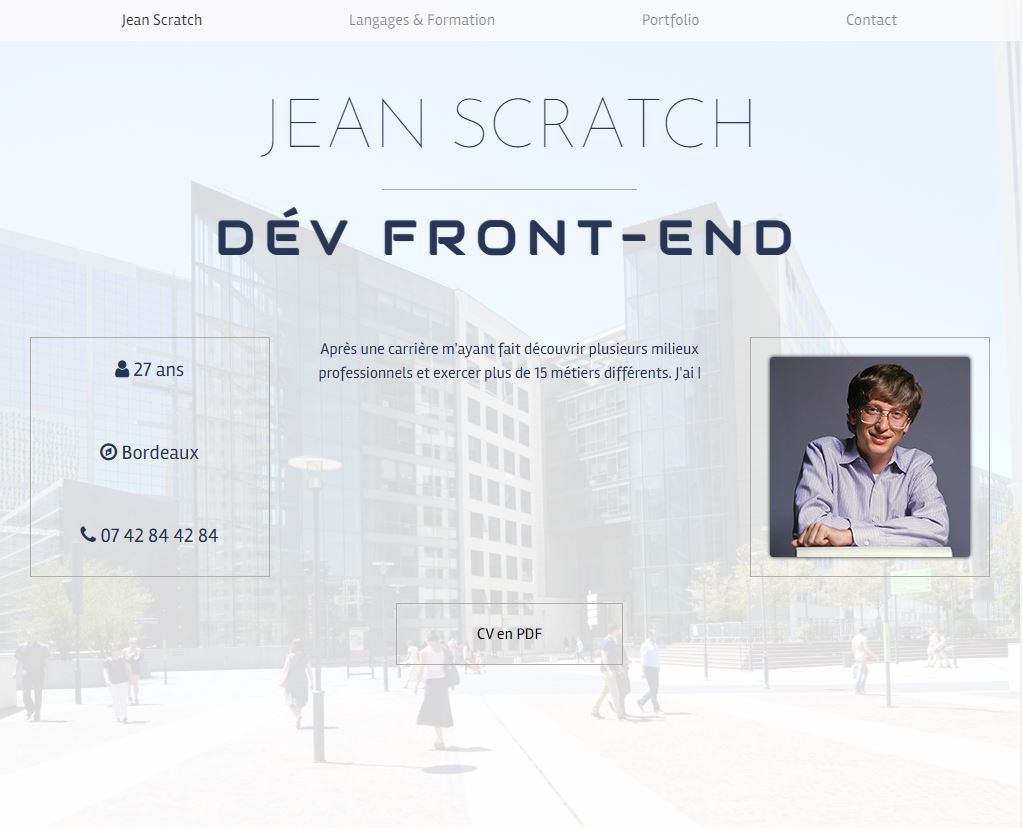 Jean Scratch Langages & Formation Portfolio Contact
JEAN SCRATCH
DÉV FRONT-END
27 ans
Bordeaux
07 42 84 42 84
Après une carrière m'ayant fait découvrir plusieurs milieux
professionnels et exercer plus de 15 métiers différents. J'ai |
CV en PDF